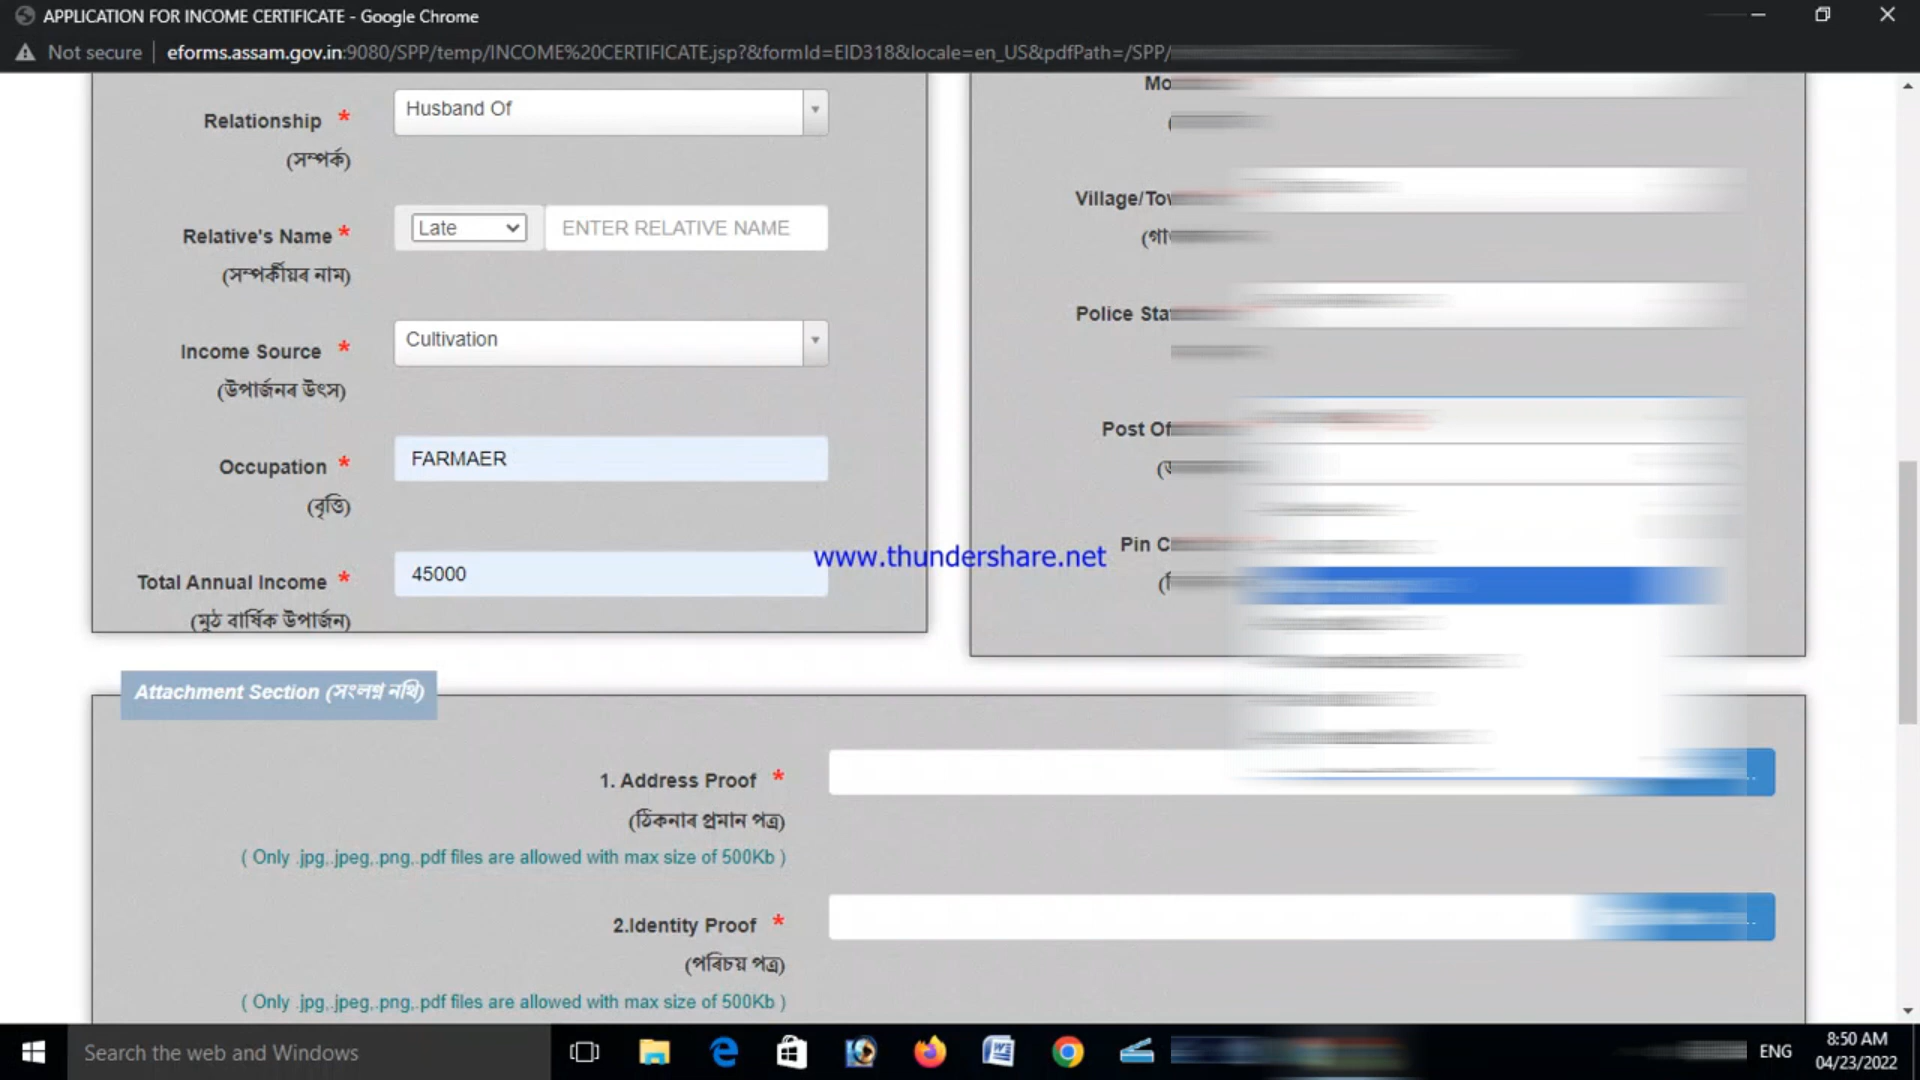 APPLICATION FOR INCOME CERTIFICATE - Google Chrome
Not secure
eforms.assam.gov.in:9080/SPP/temp/INCOME%20CERTIFICATE.jsp?&formId=EID318&locale=en_US&pdfPath=/SPP/
Relationship *
Husband Of
(সম্পৰ্ক)
Relative's Name *
Late
ENTER RELATIVE NAME
(সম্পৰ্কীয়ৰ নাম)
Income Source *
Cultivation
(উপাৰ্জনৰ উৎস)
Occupation *
FARMAER
(বৃত্তি)
Total Annual Income *
45000
(মুঠ বাৰ্ষিক উপাৰ্জন)
Police Sta
Post Of
Pin C
www.thundershare.net
Attachment Section (সংলগ্ন নথি)
1. Address Proof *
(ঠিকনাৰ প্ৰমান পত্ৰ)
( Only .jpg,.jpeg,.png,.pdf files are allowed with max size of 500Kb )
2.Identity Proof *
(পৰিচয় পত্ৰ)
( Only .jpg,.jpeg,.png,.pdf files are allowed with max size of 500Kb )
Search the web and Windows
ENG
8:50 AM
04/23/2022